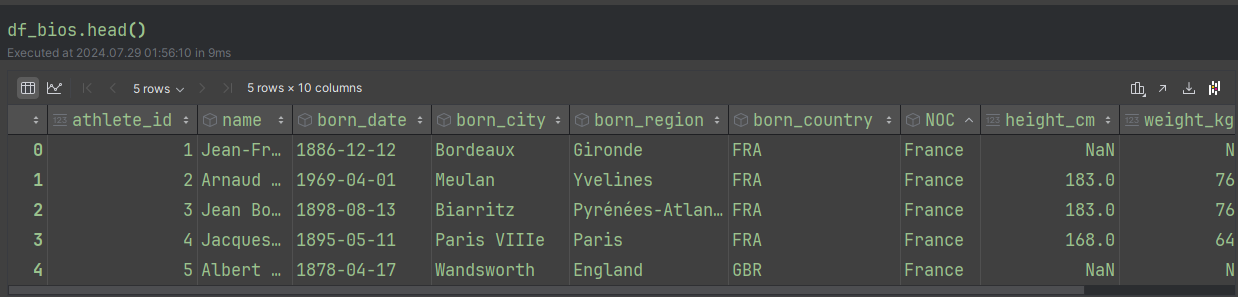 df_bios.head()
Executed at 2024.07.29 01:56:10 in 9ms
5 rows 5 rows × 10 columns
athlete_id name born_date born_city born_region born_country NOC height_cm weight_kg
0 1 Jean-Fr… 1886-12-12 Bordeaux Gironde FRA France NaN N
1 2 Arnaud … 1969-04-01 Meulan Yvelines FRA France 183.0 76
2 3 Jean Bo… 1898-08-13 Biarritz Pyrénées-Atlan… FRA France 183.0 76
3 4 Jacques… 1895-05-11 Paris VIIIe Paris FRA France 168.0 64
4 5 Albert … 1878-04-17 Wandsworth England GBR France NaN N